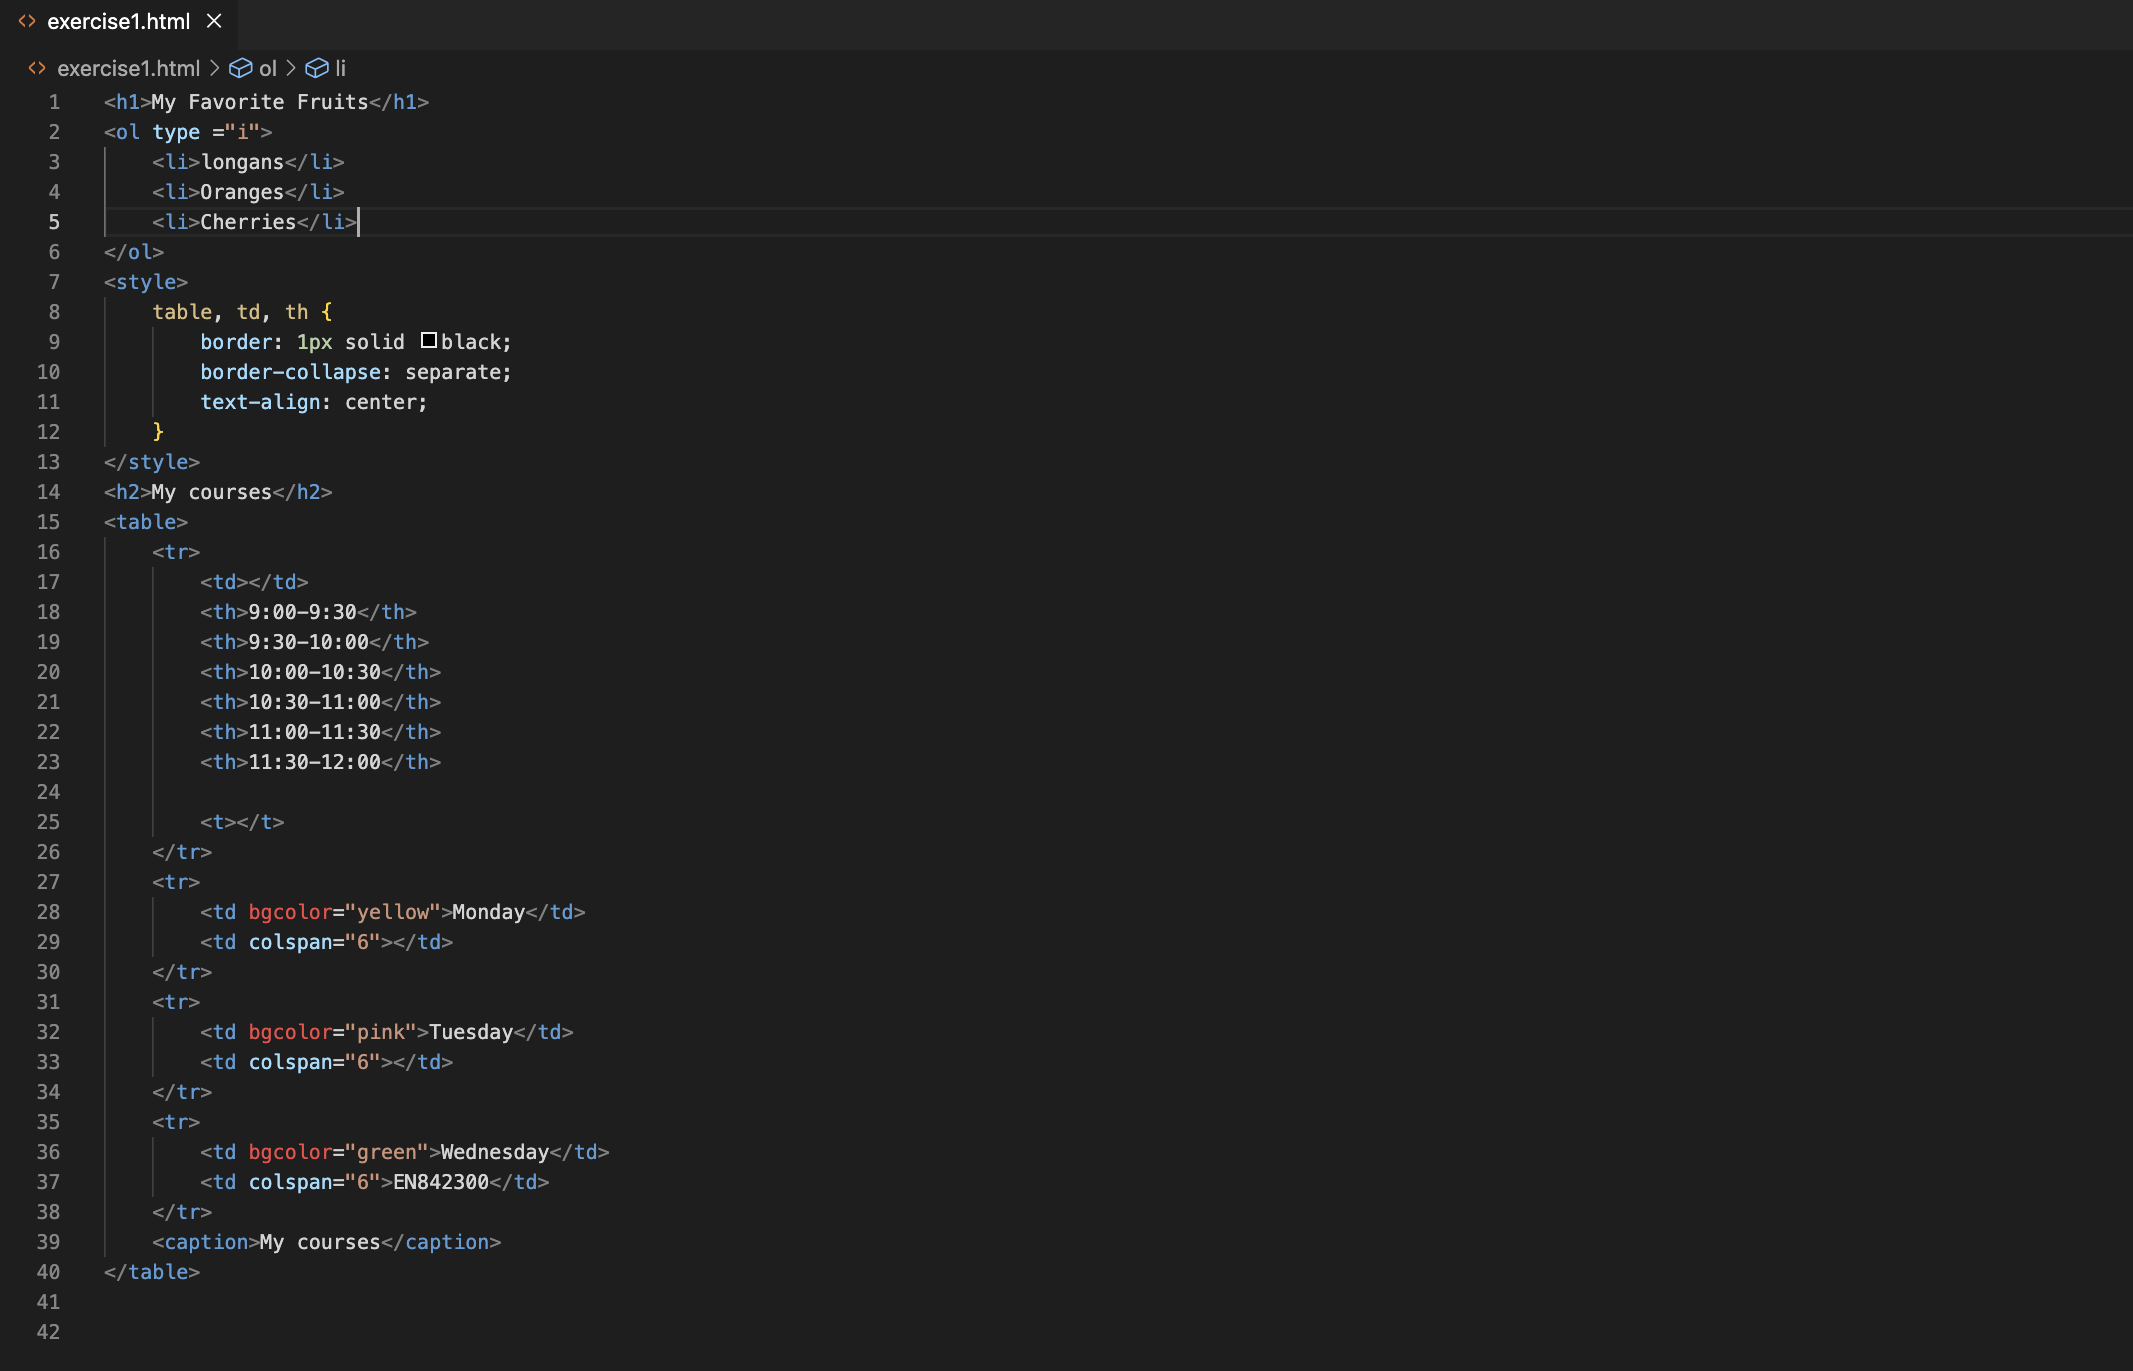 exercise1.html
exercise1.html > ol > li
1 <h1>My Favorite Fruits</h1>
2 <ol type ="i">
3 <li>longans</li>
4 <li>Oranges</li>
5 <li>Cherries</li>
6 </ol>
7 <style>
8 table, td, th {
9 border: 1px solid black;
10 border-collapse: separate;
11 text-align: center;
12 }
13 </style>
14 <h2>My courses</h2>
15 <table>
16 <tr>
17 <td></td>
18 <th>9:00-9:30</th>
19 <th>9:30-10:00</th>
20 <th>10:00-10:30</th>
21 <th>10:30-11:00</th>
22 <th>11:00-11:30</th>
23 <th>11:30-12:00</th>
24
25 <t></t>
26 </tr>
27 <tr>
28 <td bgcolor="yellow">Monday</td>
29 <td colspan="6"></td>
30 </tr>
31 <tr>
32 <td bgcolor="pink">Tuesday</td>
33 <td colspan="6"></td>
34 </tr>
35 <tr>
36 <td bgcolor="green">Wednesday</td>
37 <td colspan="6">EN842300</td>
38 </tr>
39 <caption>My courses</caption>
40 </table>
41
42